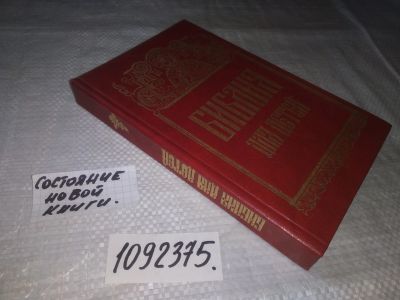 БИБЛИЯ
ДЛЯ ДЕТЕЙ
БИБЛИЯ ДЛЯ ДЕТЕЙ
СОСТОЯНИЕ
НОВОЙ
КНИГИ.
1092375.